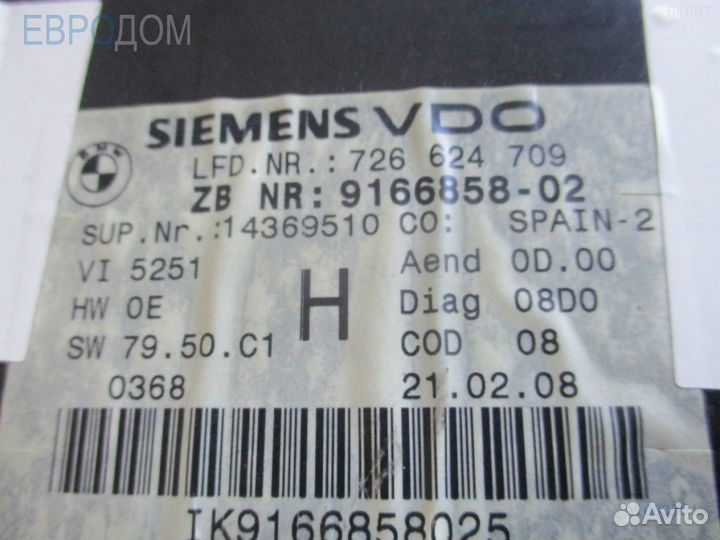 ЕВРОДОМ
61607
SIEMENS VDO
BMW
LFD.NR.: 726 624 709
ZB NR: 9166858-02
SUP.Nr.:14369510 CO: SPAIN-2
VI 5251 Aend 0D.00
HW 0E H Diag 08D0
SW 79.50.C1 COD 08
0368 21.02.08
IK9166858025
Avito